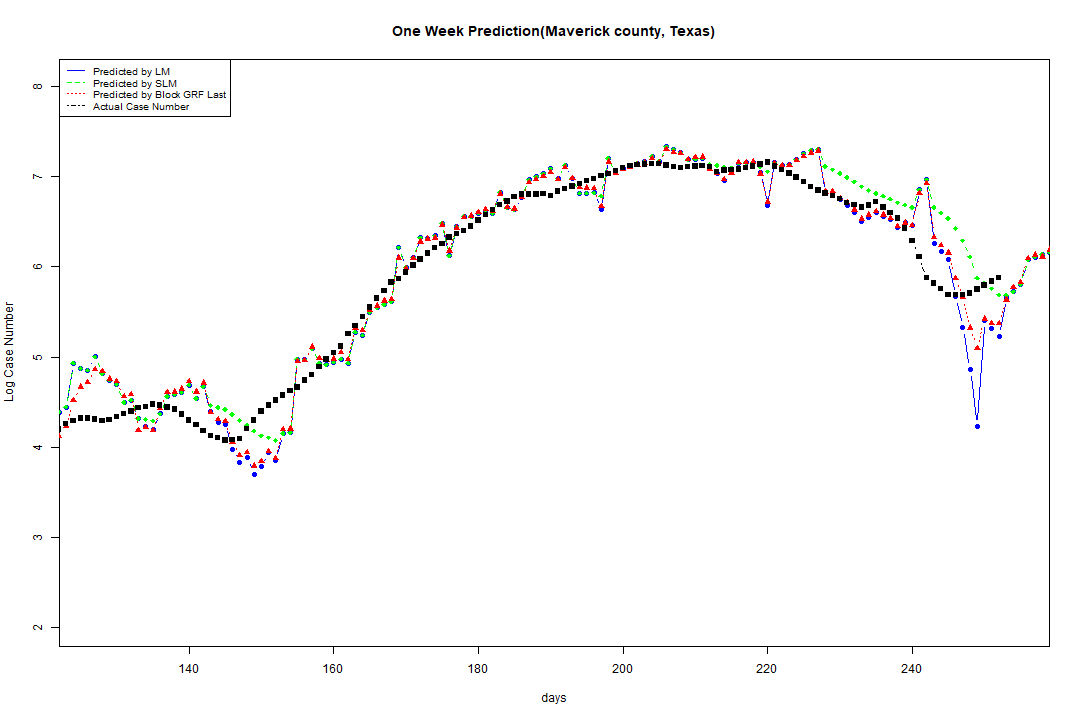 One Week Prediction(Maverick county, Texas)
Predicted by LM
Predicted by SLM
Predicted by Block GRF Last
Actual Case Number
8
7
6
5
4
3
2
Log Case Number
140 160 180 200 220 240
days